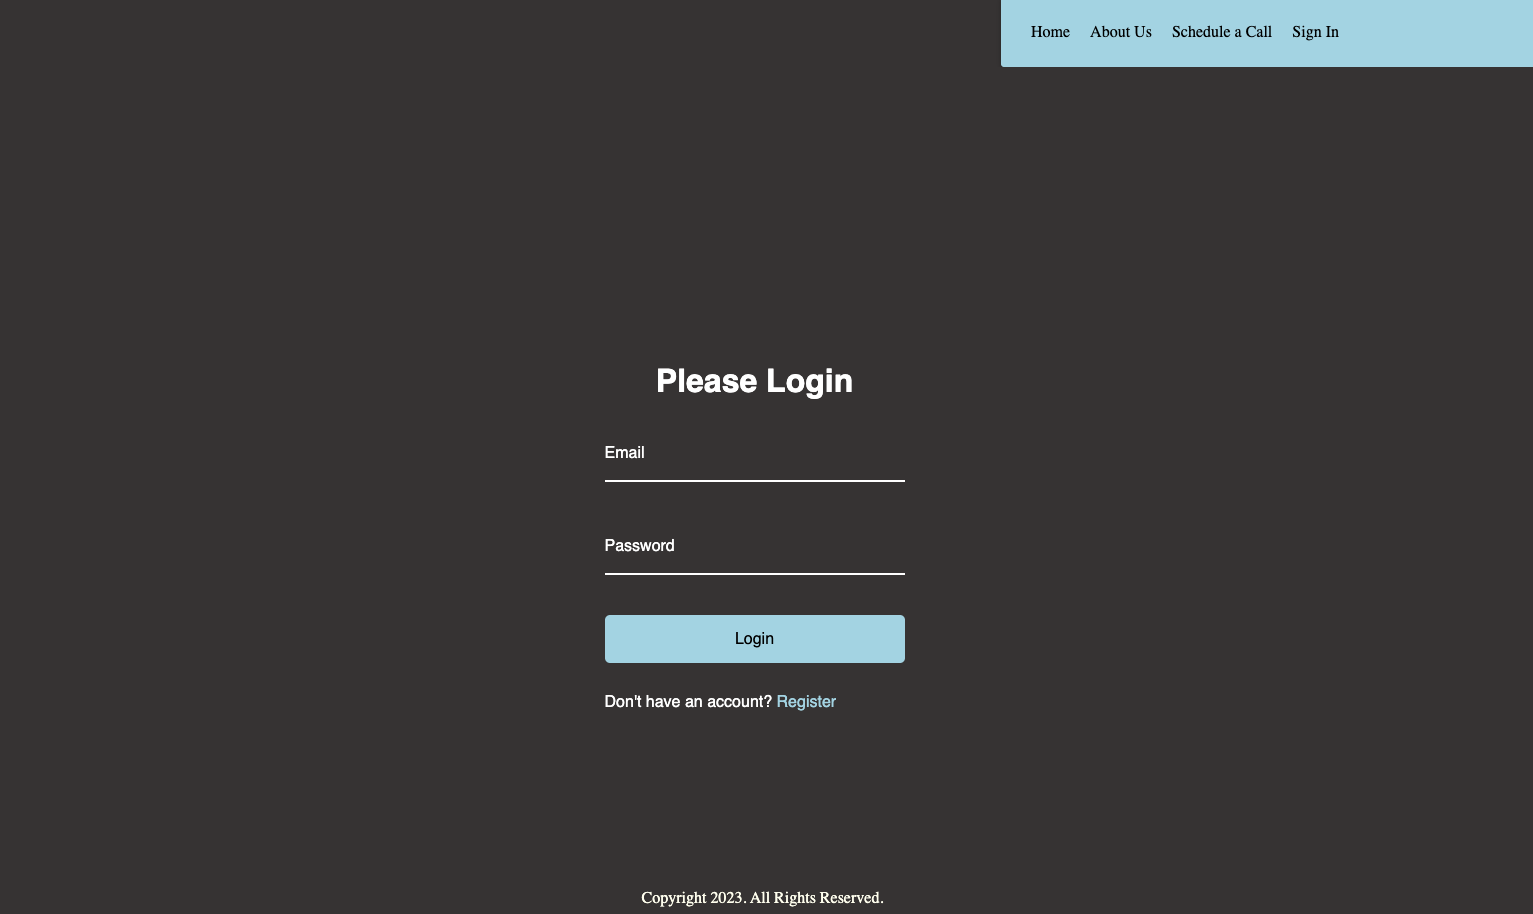 Home About Us Schedule a Call Sign In
Please Login
Email
Password
Login
Don't have an account? Register
Copyright 2023. All Rights Reserved.